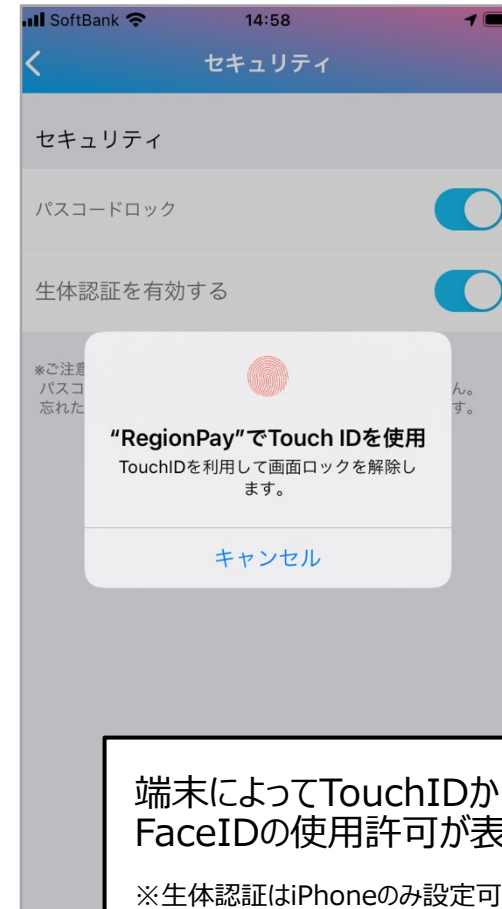 SoftBank 14:58
セキュリティ
セキュリティ
パスコードロック
生体認証を有効する
※ご注意
パスコ ん。
忘れた す。
“RegionPay”でTouch IDを使用
TouchIDを利用して画面ロックを解除し
ます。
キャンセル
端末によってTouchIDか
FaceIDの使用許可が表
※生体認証はiPhoneのみ設定可